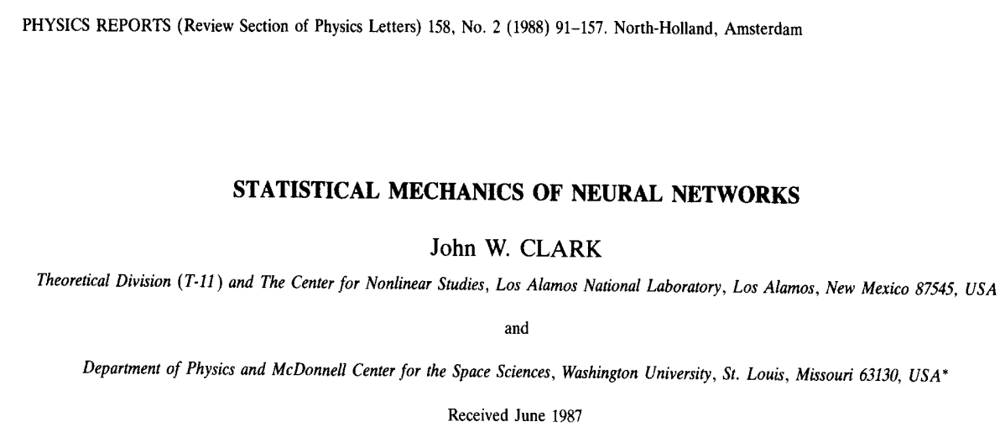 PHYSICS REPORTS (Review Section of Physics Letters) 158, No. 2 (1988) 91–157. North-Holland, Amsterdam
STATISTICAL MECHANICS OF NEURAL NETWORKS
John W. CLARK
Theoretical Division (T-11) and The Center for Nonlinear Studies, Los Alamos National Laboratory, Los Alamos, New Mexico 87545, USA
and
Department of Physics and McDonnell Center for the Space Sciences, Washington University, St. Louis, Missouri 63130, USA*
Received June 1987